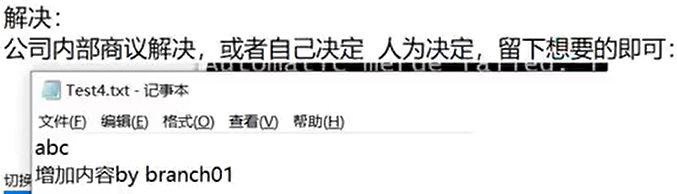 解决：
公司内部商议解决，或者自己决定 人为决定，留下想要的即可：
Automatic merge failed.
Test4.txt - 记事本
文件(F) 编辑(E) 格式(O) 查看(V) 帮助(H)
abc
切换
增加内容by branch01